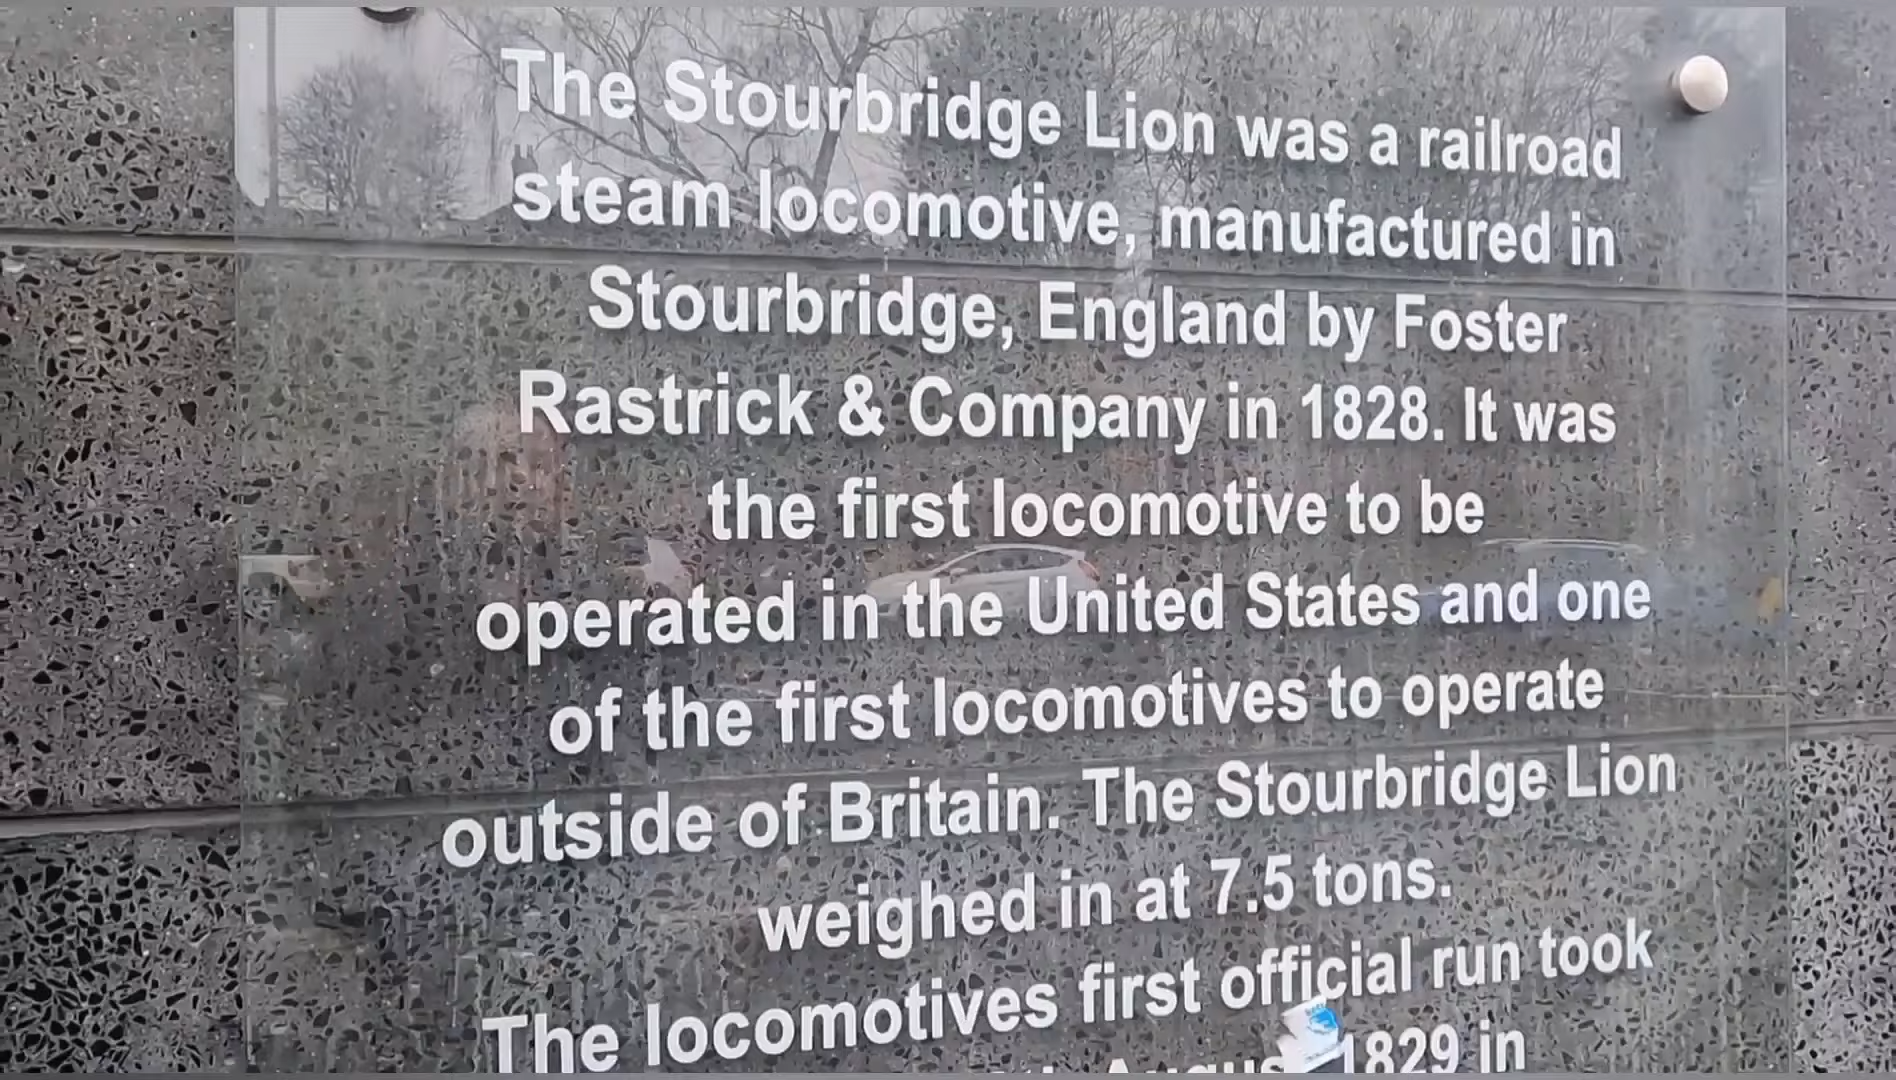 The Stourbridge Lion was a railroad
steam locomotive, manufactured in
Stourbridge, England by Foster
Rastrick & Company in 1828. It was
the first locomotive to be
operated in the United States and one
of the first locomotives to operate
outside of Britain. The Stourbridge Lion
weighed in at 7.5 tons.
The locomotives first official run took
1829 in